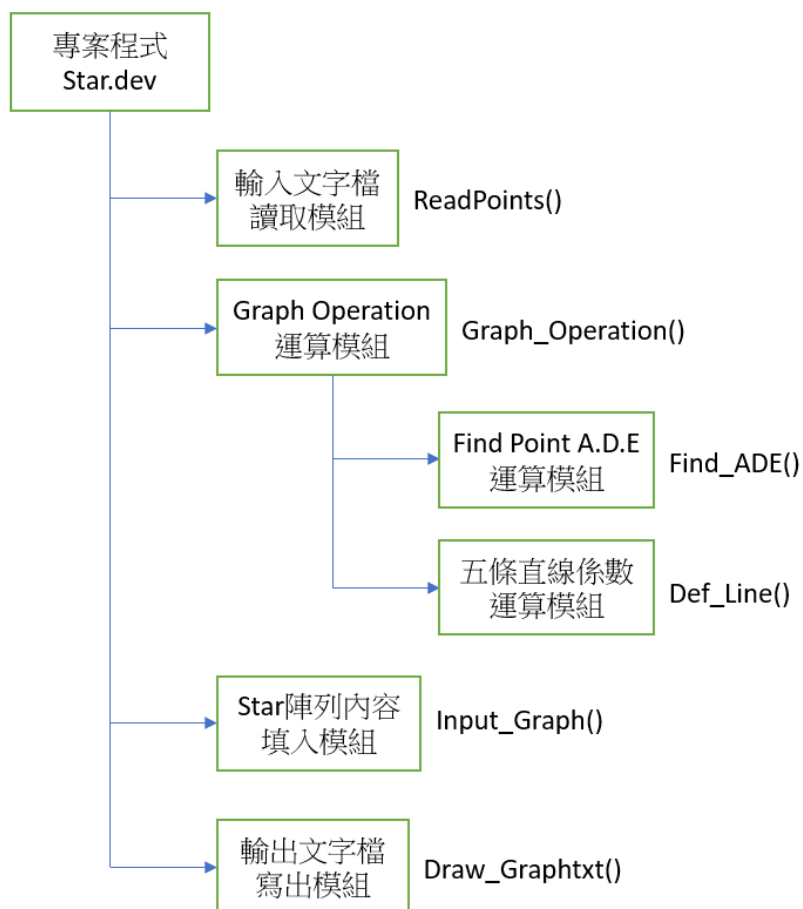 專案程式
Star.dev
輸入文字檔
讀取模組
ReadPoints()
Graph Operation
運算模組
Graph_Operation()
Find Point A.D.E
運算模組
Find_ADE()
五條直線係數
運算模組
Def_Line()
Star陣列內容
填入模組
Input_Graph()
輸出文字檔
寫出模組
Draw_Graphtxt()